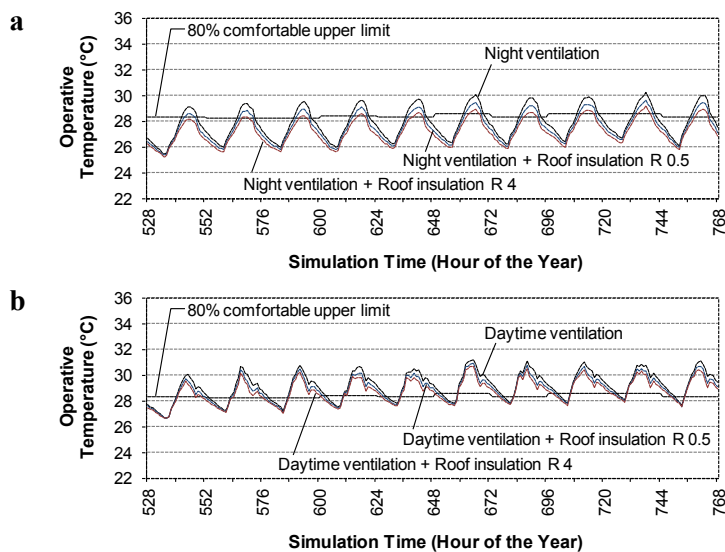 a
36
34
32
30
28
26
24
22
Operative
Temperature (°C)
80% comfortable upper limit
Night ventilation
Night ventilation + Roof insulation R 0.5
Night ventilation + Roof insulation R 4
528
552
576
600
624
648
672
696
720
744
768
Simulation Time (Hour of the Year)
b
36
34
32
30
28
26
24
22
Operative
Temperature (°C)
80% comfortable upper limit
Daytime ventilation
Daytime ventilation + Roof insulation R 0.5
Daytime ventilation + Roof insulation R 4
528
552
576
600
624
648
672
696
720
744
768
Simulation Time (Hour of the Year)